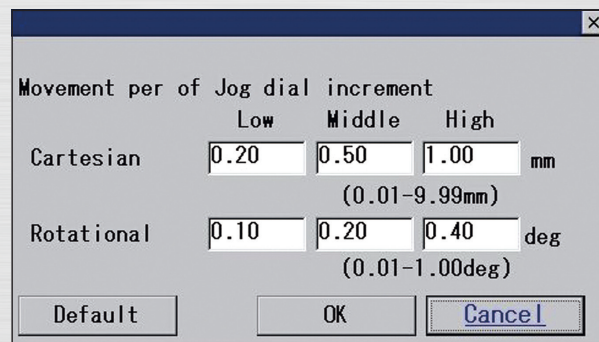 Movement per of Jog dial increment
Low Middle High
Cartesian 0.20 0.50 1.00 mm
(0.01-9.99mm)
Rotational 0.10 0.20 0.40 deg
(0.01-1.00deg)
Default OK Cancel